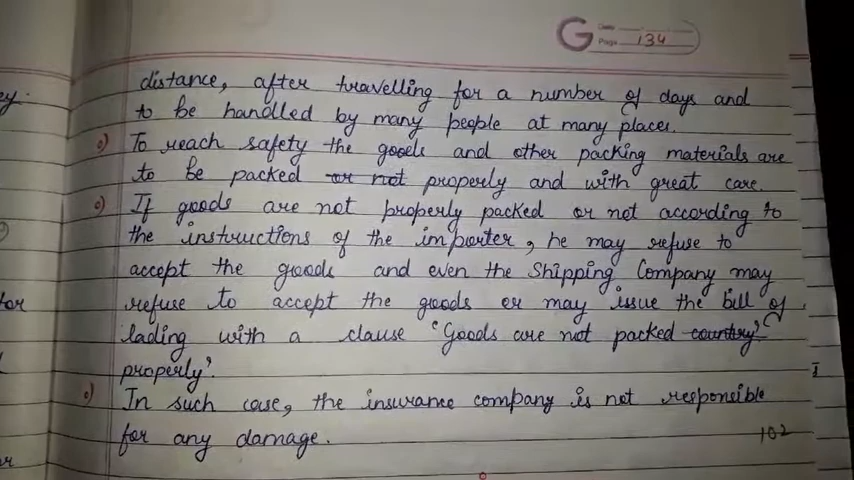 G Date
Page 134
distance, after travelling for a number of days and
to be handled by many people at many places.
To reach safety the goods and other packing materials are
to be packed or not properly and with great care.
If goods are not properly packed or not according to
the instructions of the importer, he may refuse to
accept the goods and even the Shipping Company may
refuse to accept the goods or may issue the bill of
lading with a clause 'Goods are not packed country'
properly'.
In such case, the insurance company is not responsible
for any damage.
102